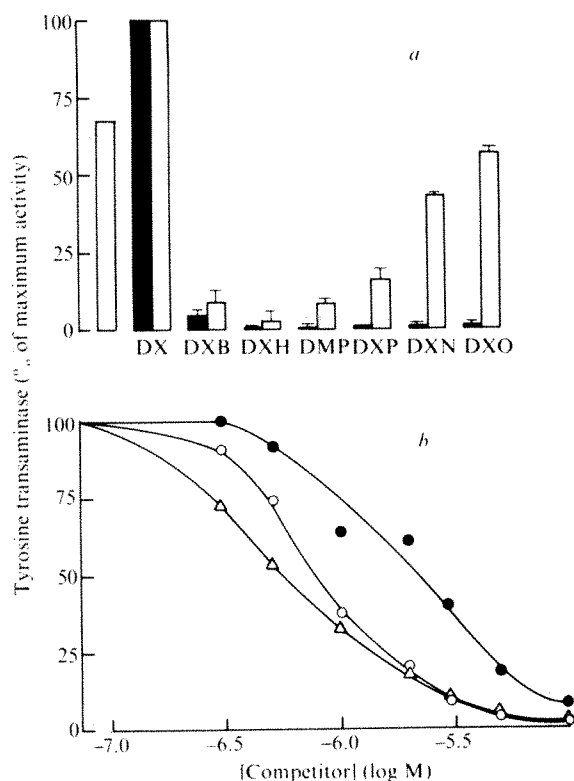 a
100
75
50
25
0
DX DXB DXH DMP DXP DXN DXO
Tyrosine transaminase (% of maximum activity)
b
100
75
50
25
0
−7.0 −6.5 −6.0 −5.5
[Competitor] (log M)